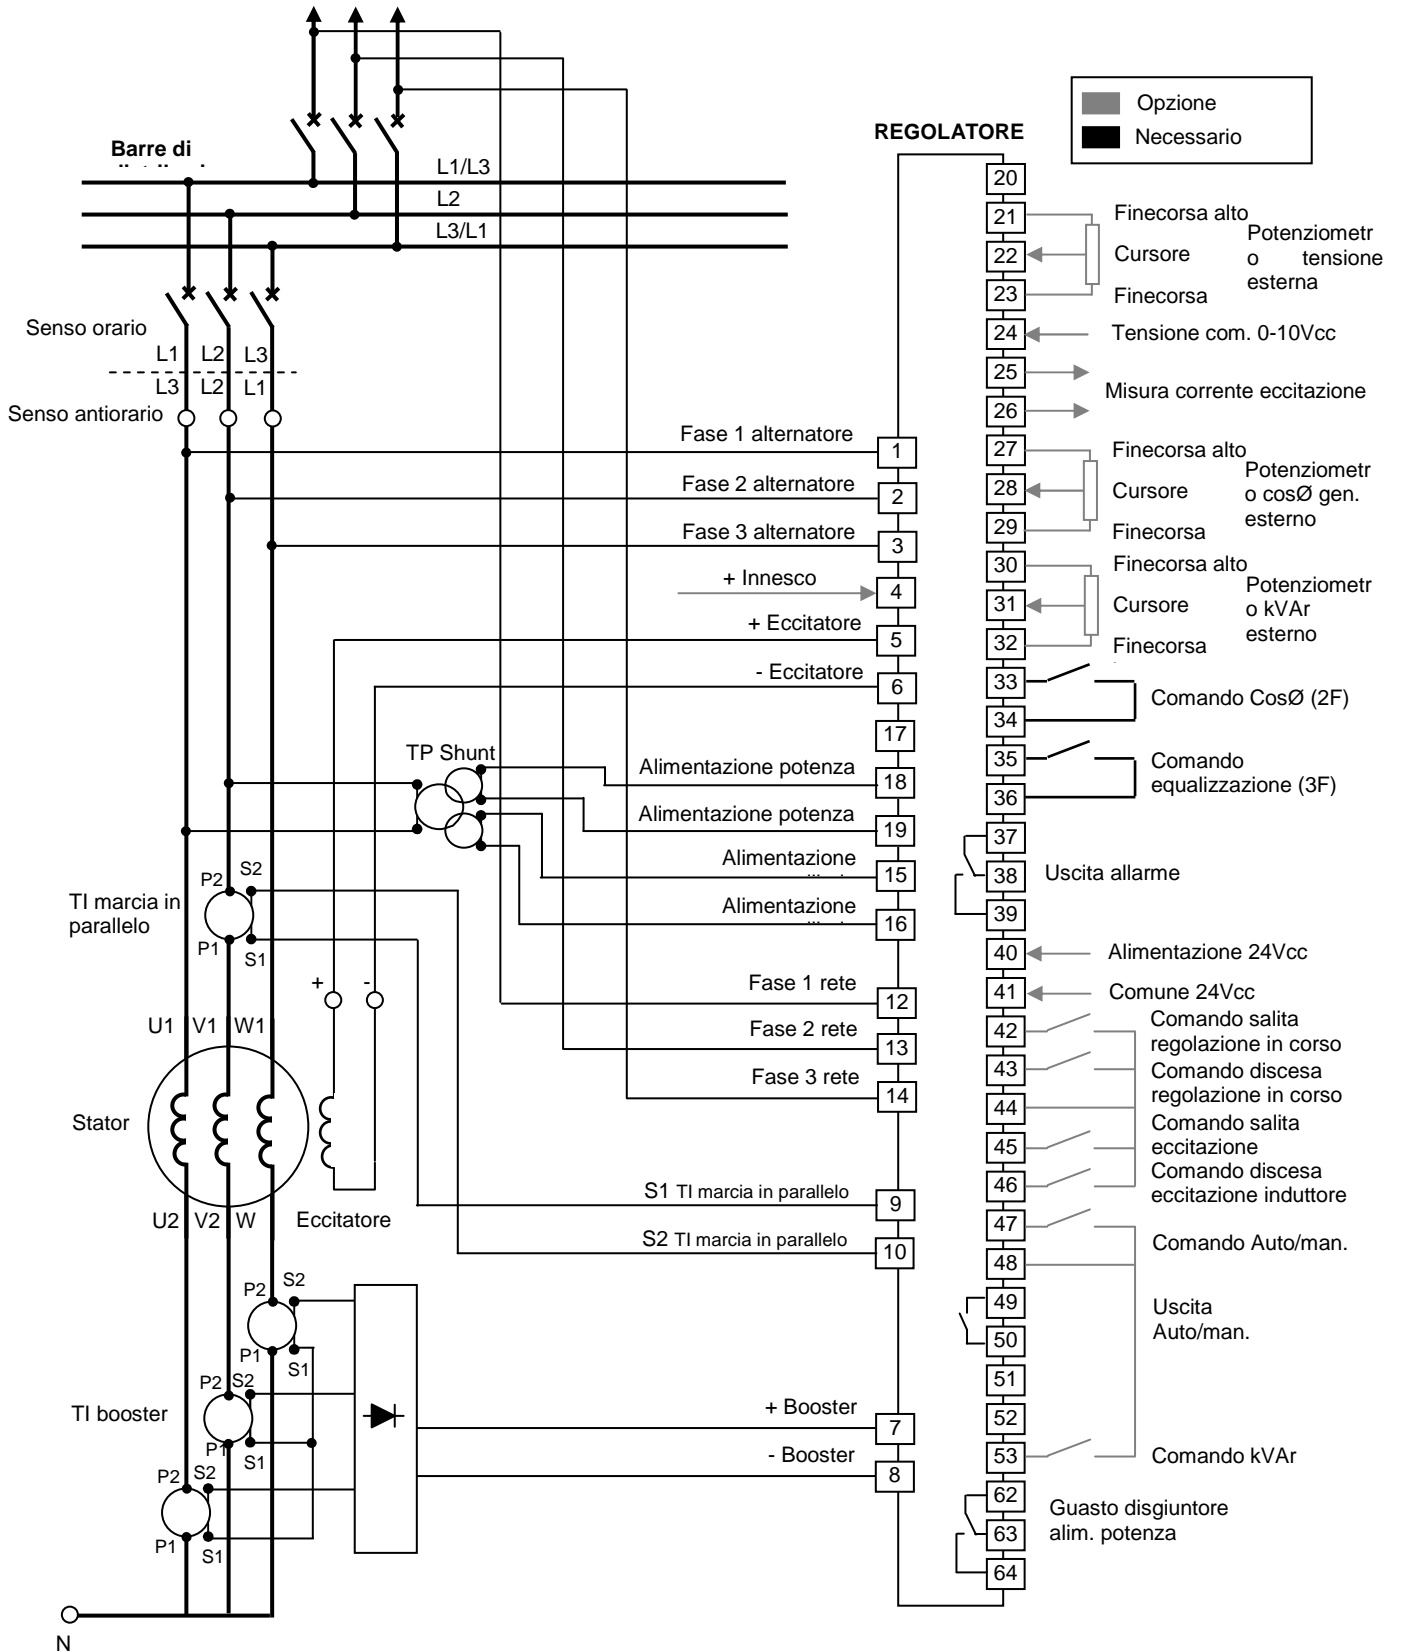 Opzione
Necessario
REGOLATORE
Barre di
L1/L3
L2
L3/L1
Senso orario
L1 L2 L3
L3 L2 L1
Senso antiorario
Fase 1 alternatore
1
Fase 2 alternatore
2
Fase 3 alternatore
3
+ Innesco
4
+ Eccitatore
5
- Eccitatore
6
17
TP Shunt
Alimentazione potenza
18
Alimentazione potenza
19
Alimentazione
15
Alimentazione
16
P2 S2
TI marcia in
parallelo
P1 S1
+ -
Fase 1 rete
12
Fase 2 rete
13
Fase 3 rete
14
U1 V1 W1
Stator
U2 V2 W
Eccitatore
S1 TI marcia in parallelo
9
S2 TI marcia in parallelo
10
P2 S2
P1 S1
P2 S2
TI booster
P1 S1
P2 S2
P1 S1
+ Booster
7
- Booster
8
N
20
21 Finecorsa alto
22 Cursore
23 Finecorsa
Potenziometr
o tensione
esterna
24 Tensione com. 0-10Vcc
25
26
Misura corrente eccitazione
27 Finecorsa alto
28 Cursore
29 Finecorsa
Potenziometr
o cosØ gen.
esterno
30 Finecorsa alto
31 Cursore
32 Finecorsa
Potenziometr
o kVAr
esterno
33
34
Comando CosØ (2F)
35
36
Comando
equalizzazione (3F)
37
38 Uscita allarme
39
40 Alimentazione 24Vcc
41 Comune 24Vcc
42
Comando salita
regolazione in corso
43
Comando discesa
regolazione in corso
44
45
Comando salita
eccitazione
46
Comando discesa
eccitazione induttore
47
48
Comando Auto/man.
49
50
Uscita
Auto/man.
51
52
53 Comando kVAr
62
63
64
Guasto disgiuntore
alim. potenza